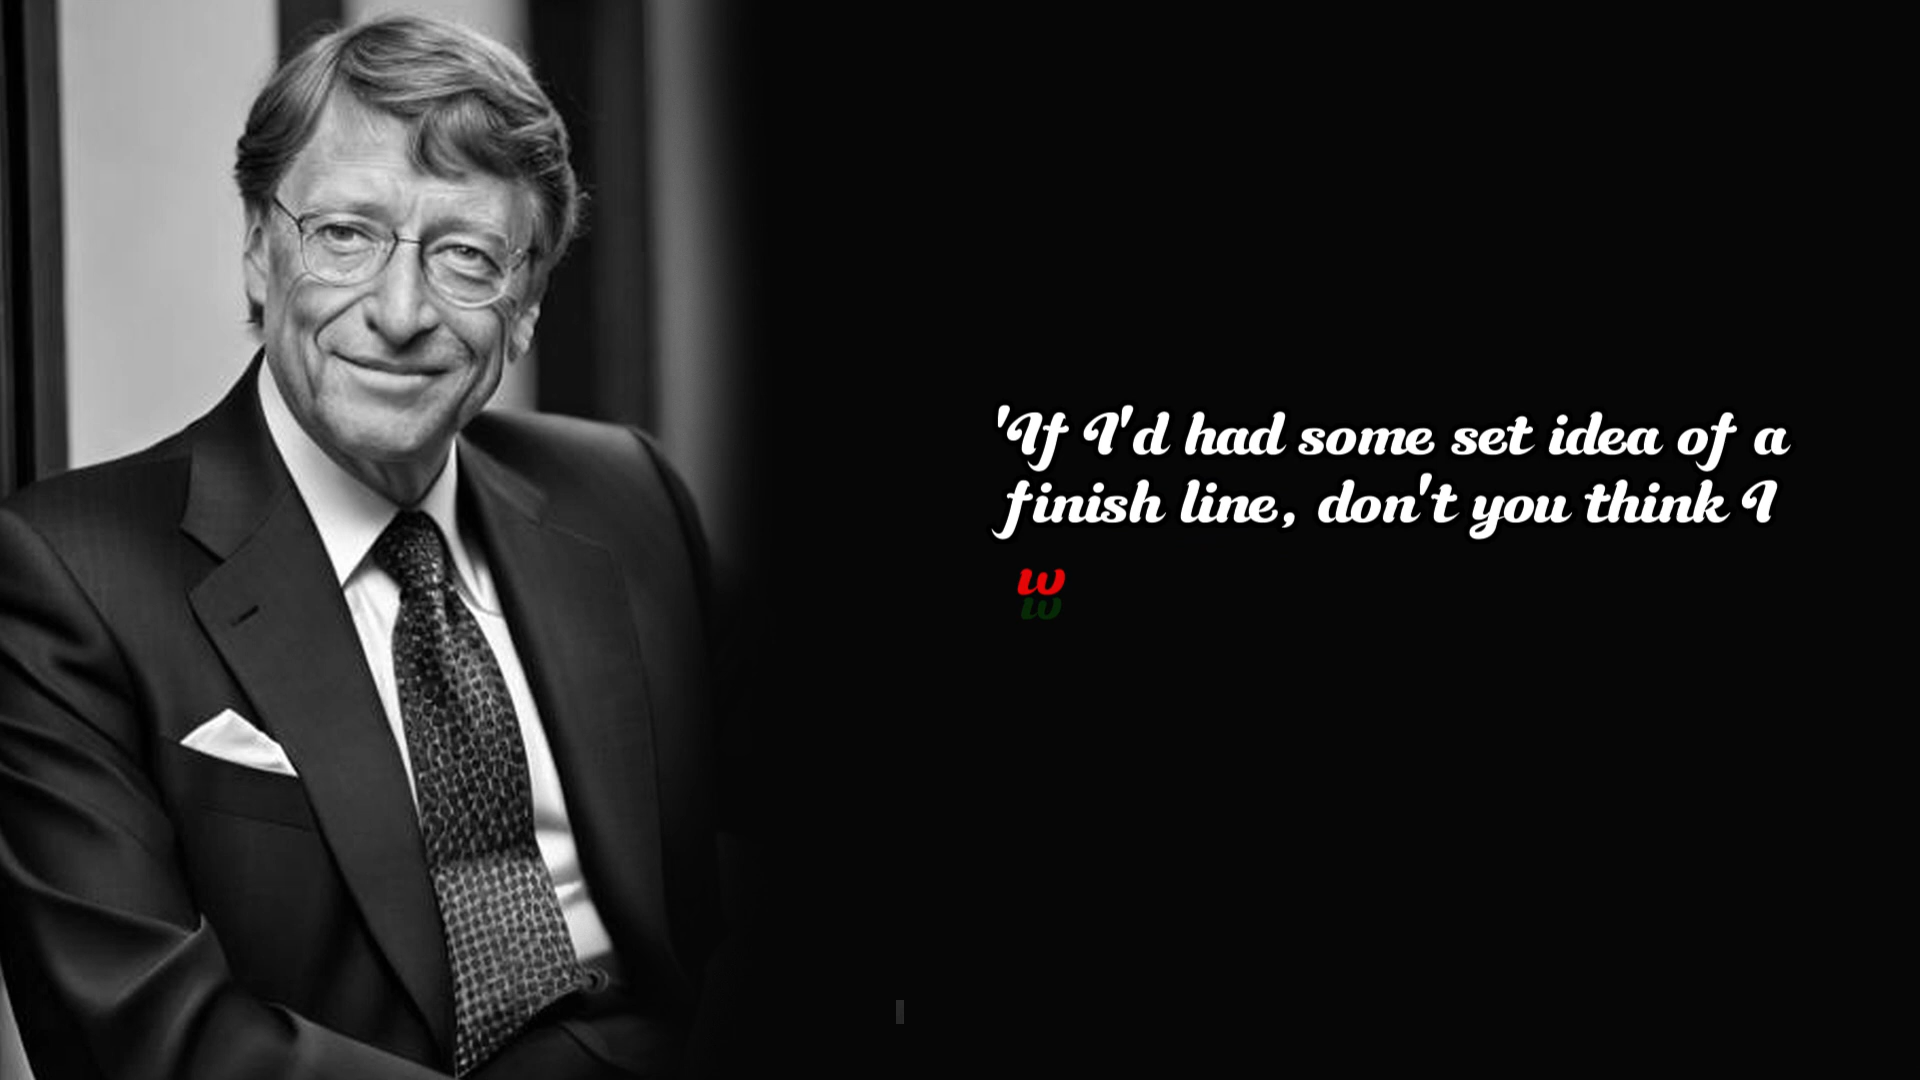 'If I'd had some set idea of a
finish line, don't you think I
w
w